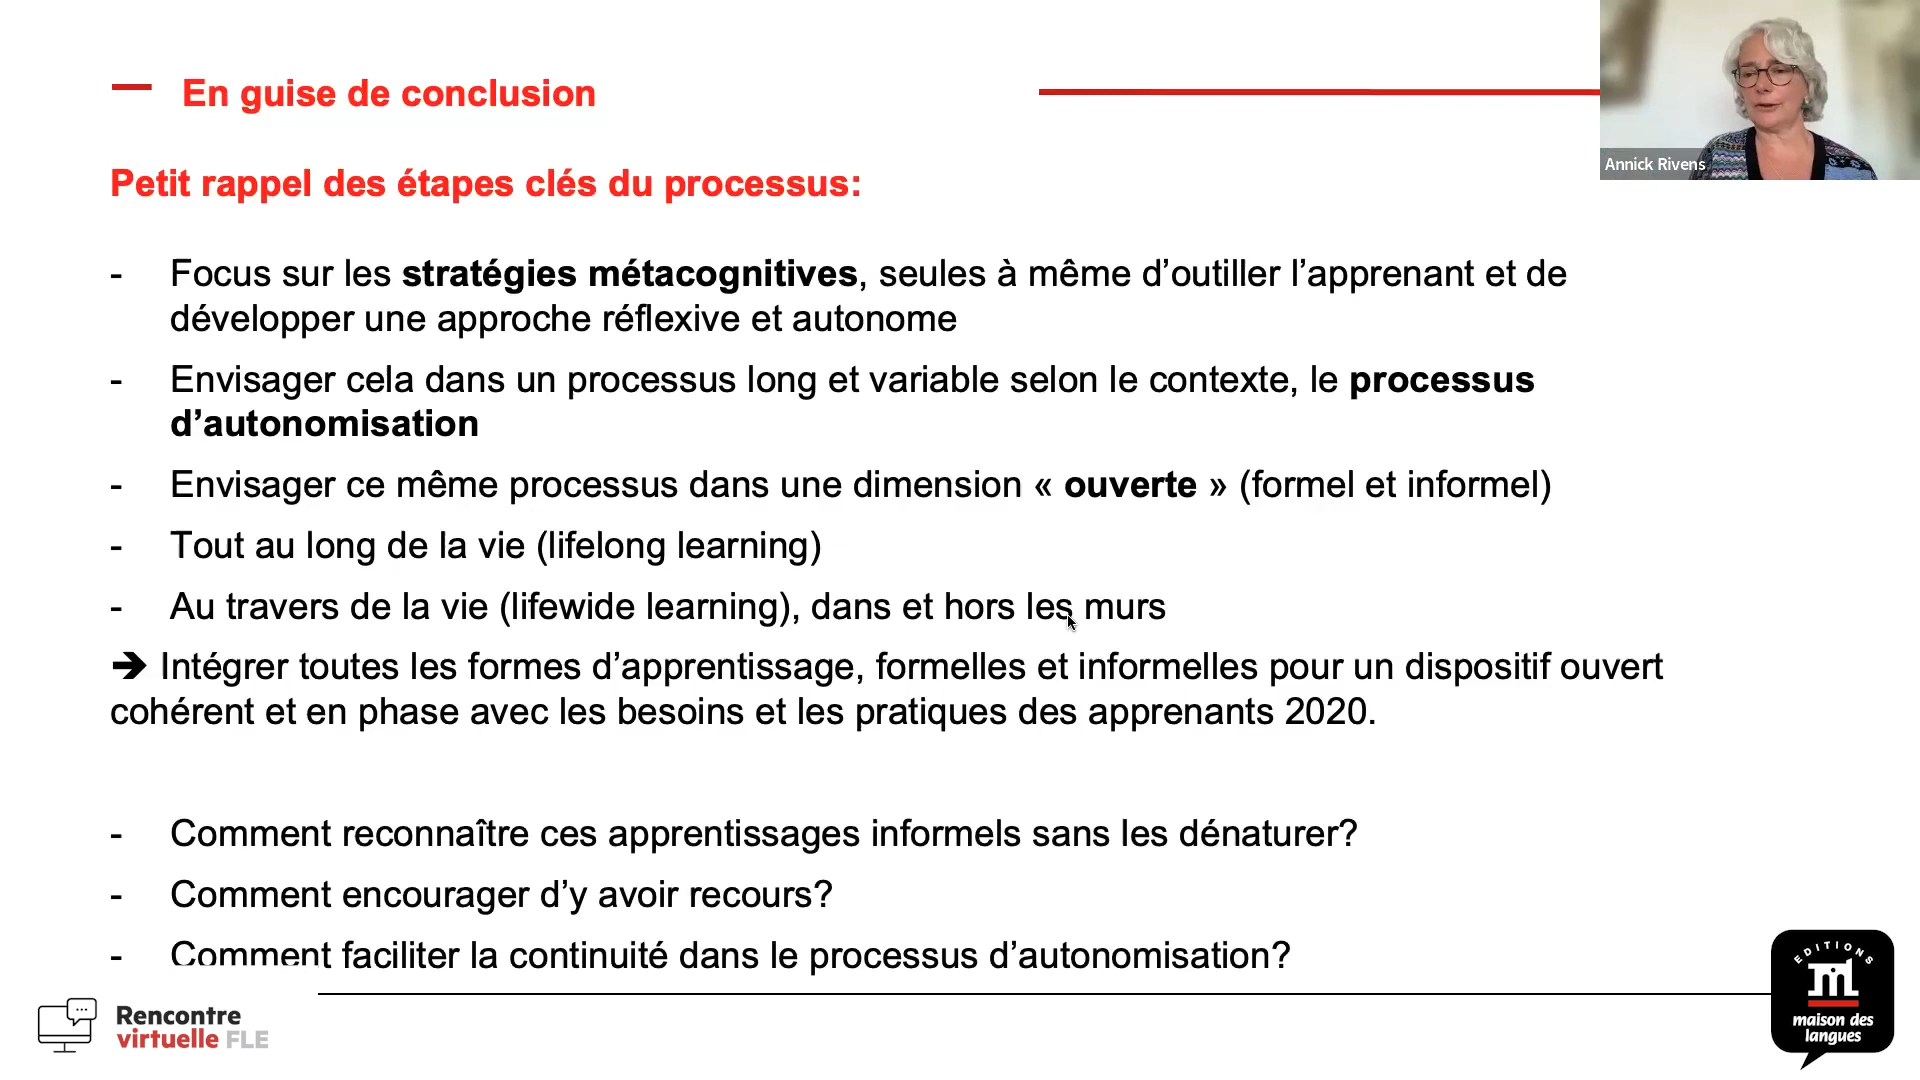 En guise de conclusion
Annick Rivens
Petit rappel des étapes clés du processus:
- Focus sur les stratégies métacognitives, seules à même d’outiller l’apprenant et de
développer une approche réflexive et autonome
- Envisager cela dans un processus long et variable selon le contexte, le processus
d’autonomisation
- Envisager ce même processus dans une dimension « ouverte » (formel et informel)
- Tout au long de la vie (lifelong learning)
- Au travers de la vie (lifewide learning), dans et hors les murs
➔ Intégrer toutes les formes d’apprentissage, formelles et informelles pour un dispositif ouvert
cohérent et en phase avec les besoins et les pratiques des apprenants 2020.
- Comment reconnaître ces apprentissages informels sans les dénaturer?
- Comment encourager d’y avoir recours?
- Comment faciliter la continuité dans le processus d’autonomisation?
Rencontre
virtuelle FLE
EDITIONS
maison des
langues